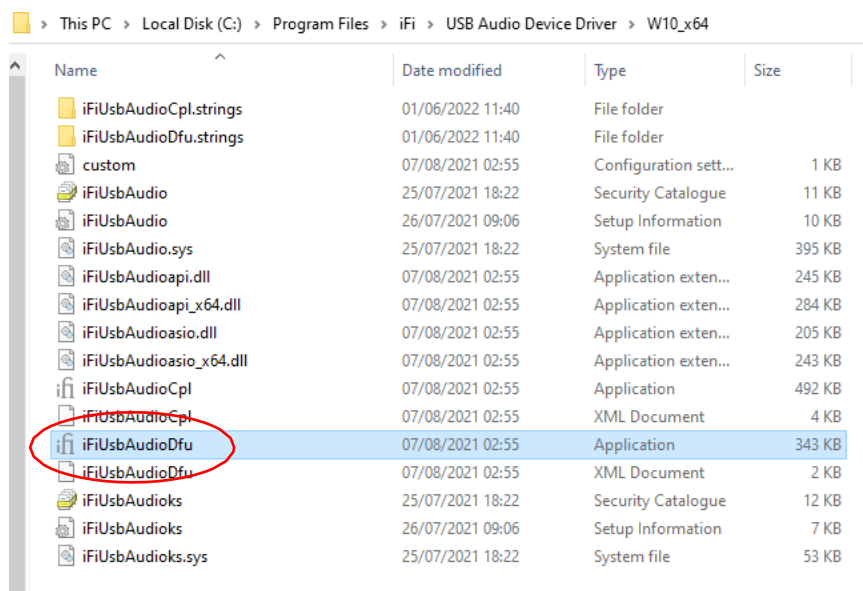 This PC > Local Disk (C:) > Program Files > iFi > USB Audio Device Driver > W10_x64
Name Date modified Type Size
iFiUsbAudioCpl.strings 01/06/2022 11:40 File folder
iFiUsbAudioDfu.strings 01/06/2022 11:40 File folder
custom 07/08/2021 02:55 Configuration sett... 1 KB
iFiUsbAudio 25/07/2021 18:22 Security Catalogue 11 KB
iFiUsbAudio 26/07/2021 09:06 Setup Information 10 KB
iFiUsbAudio.sys 25/07/2021 18:22 System file 395 KB
iFiUsbAudioapi.dll 07/08/2021 02:55 Application exten... 245 KB
iFiUsbAudioapi_x64.dll 07/08/2021 02:55 Application exten... 284 KB
iFiUsbAudioasio.dll 07/08/2021 02:55 Application exten... 205 KB
iFiUsbAudioasio_x64.dll 07/08/2021 02:55 Application exten... 243 KB
ifi iFiUsbAudioCpl 07/08/2021 02:55 Application 492 KB
iFiUsbAudioCpl 07/08/2021 02:55 XML Document 4 KB
ifi iFiUsbAudioDfu 07/08/2021 02:55 Application 343 KB
iFiUsbAudioDfu 07/08/2021 02:55 XML Document 2 KB
iFiUsbAudioks 25/07/2021 18:22 Security Catalogue 12 KB
iFiUsbAudioks 26/07/2021 09:06 Setup Information 7 KB
iFiUsbAudioks.sys 25/07/2021 18:22 System file 53 KB